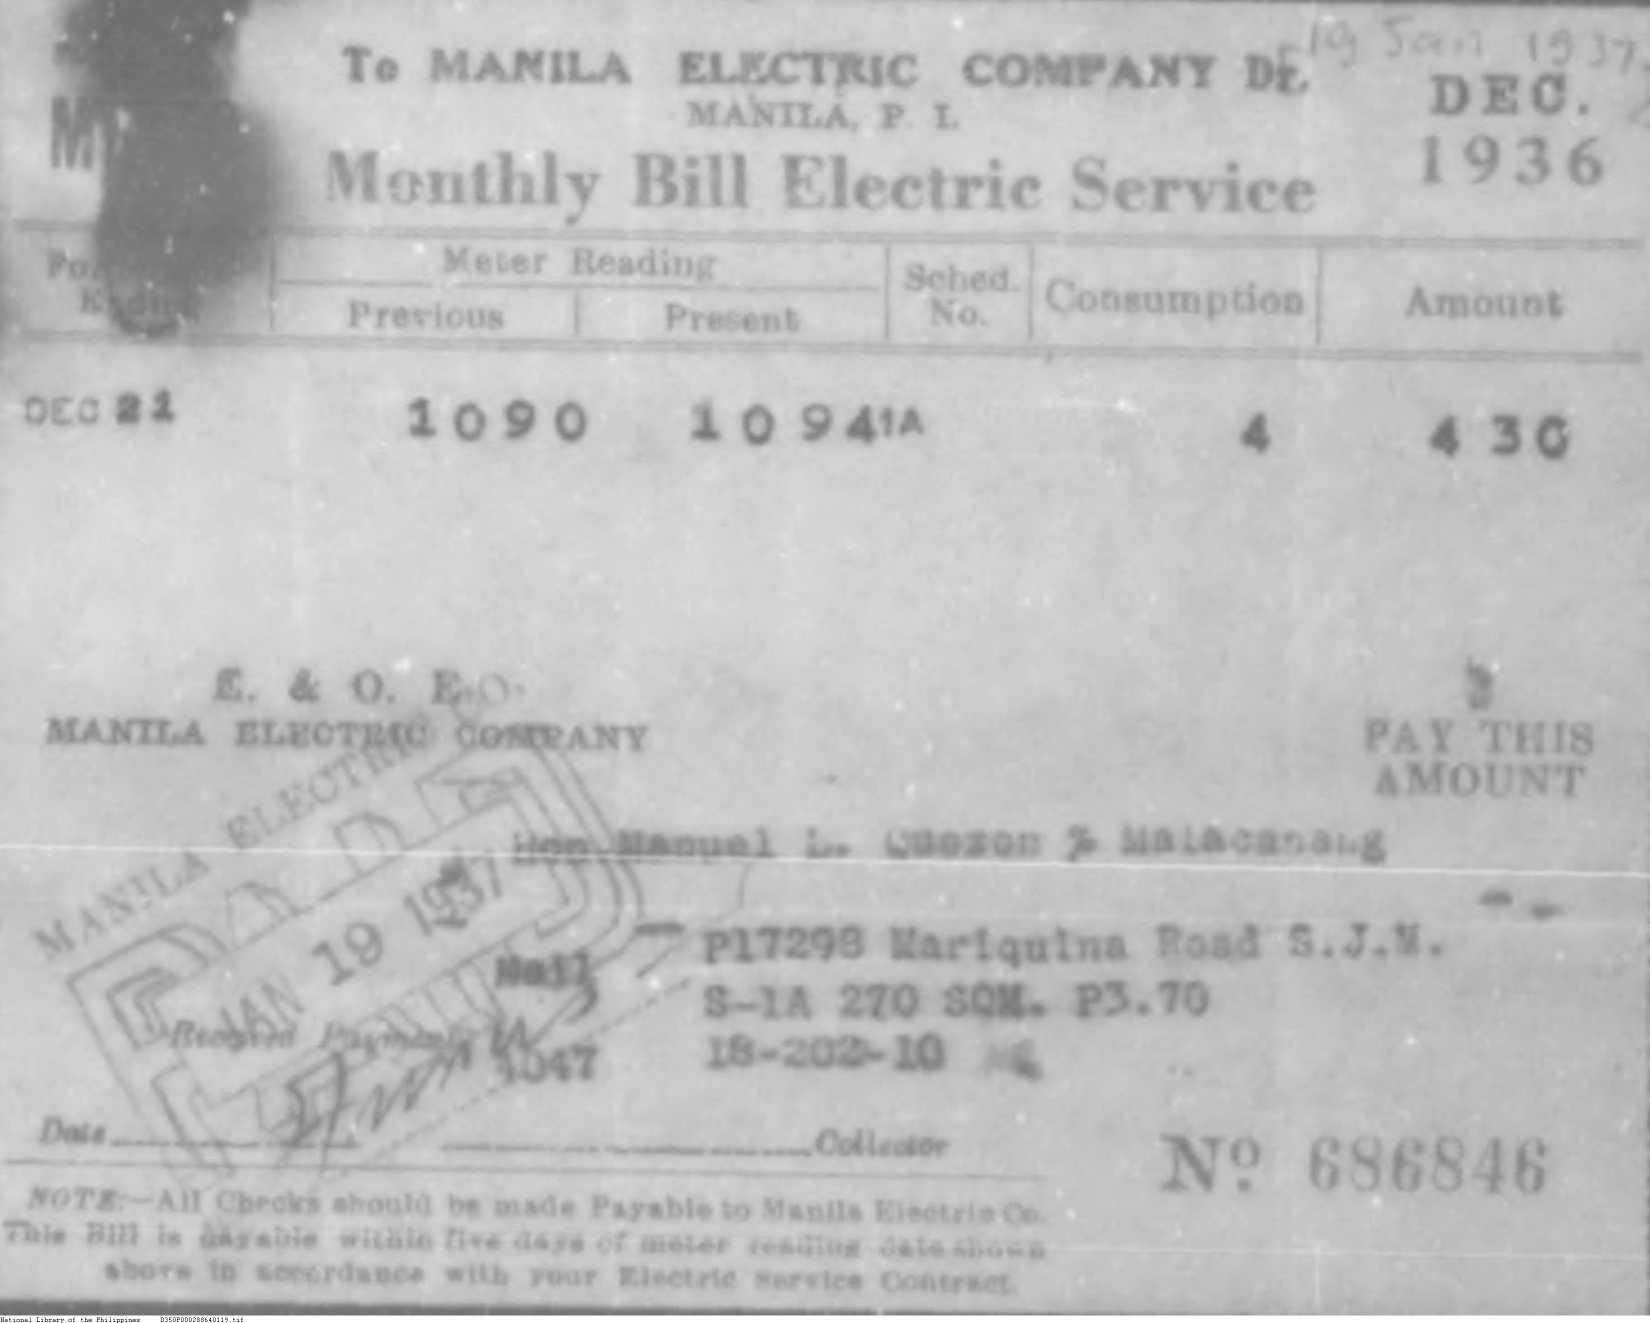 19 Jan 1937
To MANILA ELECTRIC COMPANY DR.
DEC.
MANILA, P. I.
1936
Monthly Bill Electric Service
Meter Reading
Sched. No.
Consumption
Amount
Previous
Present
DEC 21 1090 1094 1A 4 4 30
E. & O. E.
MANILA ELECTRIC COMPANY
PAY THIS
AMOUNT
MANILA ELECTRIC CO.
PAID
JAN 19 1937
Hon Manuel L. Quezon % Malacanang
Mail
P17298 Mariquina Road S.J.M.
S-1A 270 SQM. P3.70
Received Payment
1047
18-202-10
Date
Collector
Nº 686846
NOTE:—All Checks should be made Payable to Manila Electric Co.
This Bill is payable within five days of meter reading date shown
above in accordance with your Electric Service Contract.
National Library of the Philippines D350P000288640119.tif